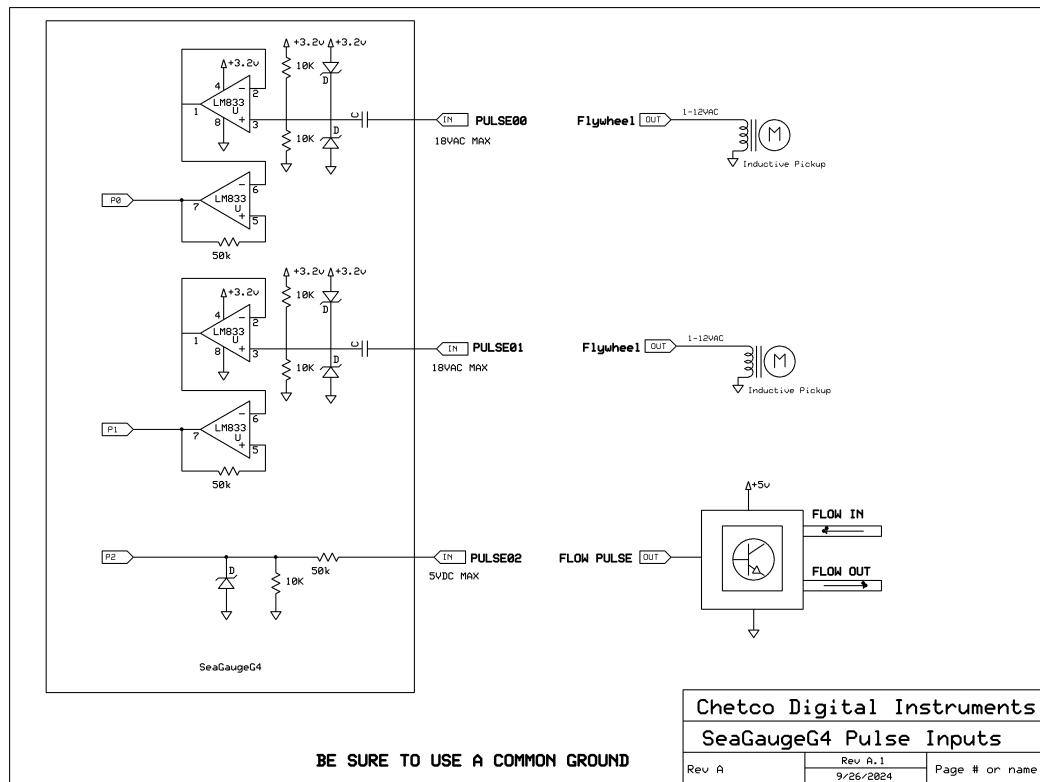 +3.2v +3.2v
+3.2v
10K
D
4
2
LM833
U
1
8
3
C
IN PULSE00
18VAC MAX
Flywheel OUT 1-12VAC
M
Inductive Pickup
10K
D
6
LM833
U
P0
7
5
50k
+3.2v +3.2v
+3.2v
10K
D
4
2
LM833
U
1
8
3
C
IN PULSE01
18VAC MAX
Flywheel OUT 1-12VAC
M
Inductive Pickup
10K
D
6
LM833
U
P1
7
5
50k
+5v
FLOW IN
P2
50k
IN PULSE02
5VDC MAX
FLOW PULSE OUT
D
10K
FLOW OUT
SeaGaugeG4
BE SURE TO USE A COMMON GROUND
Chetco Digital Instruments
SeaGaugeG4 Pulse Inputs
Rev A
Rev A.1
9/26/2024
Page # or name